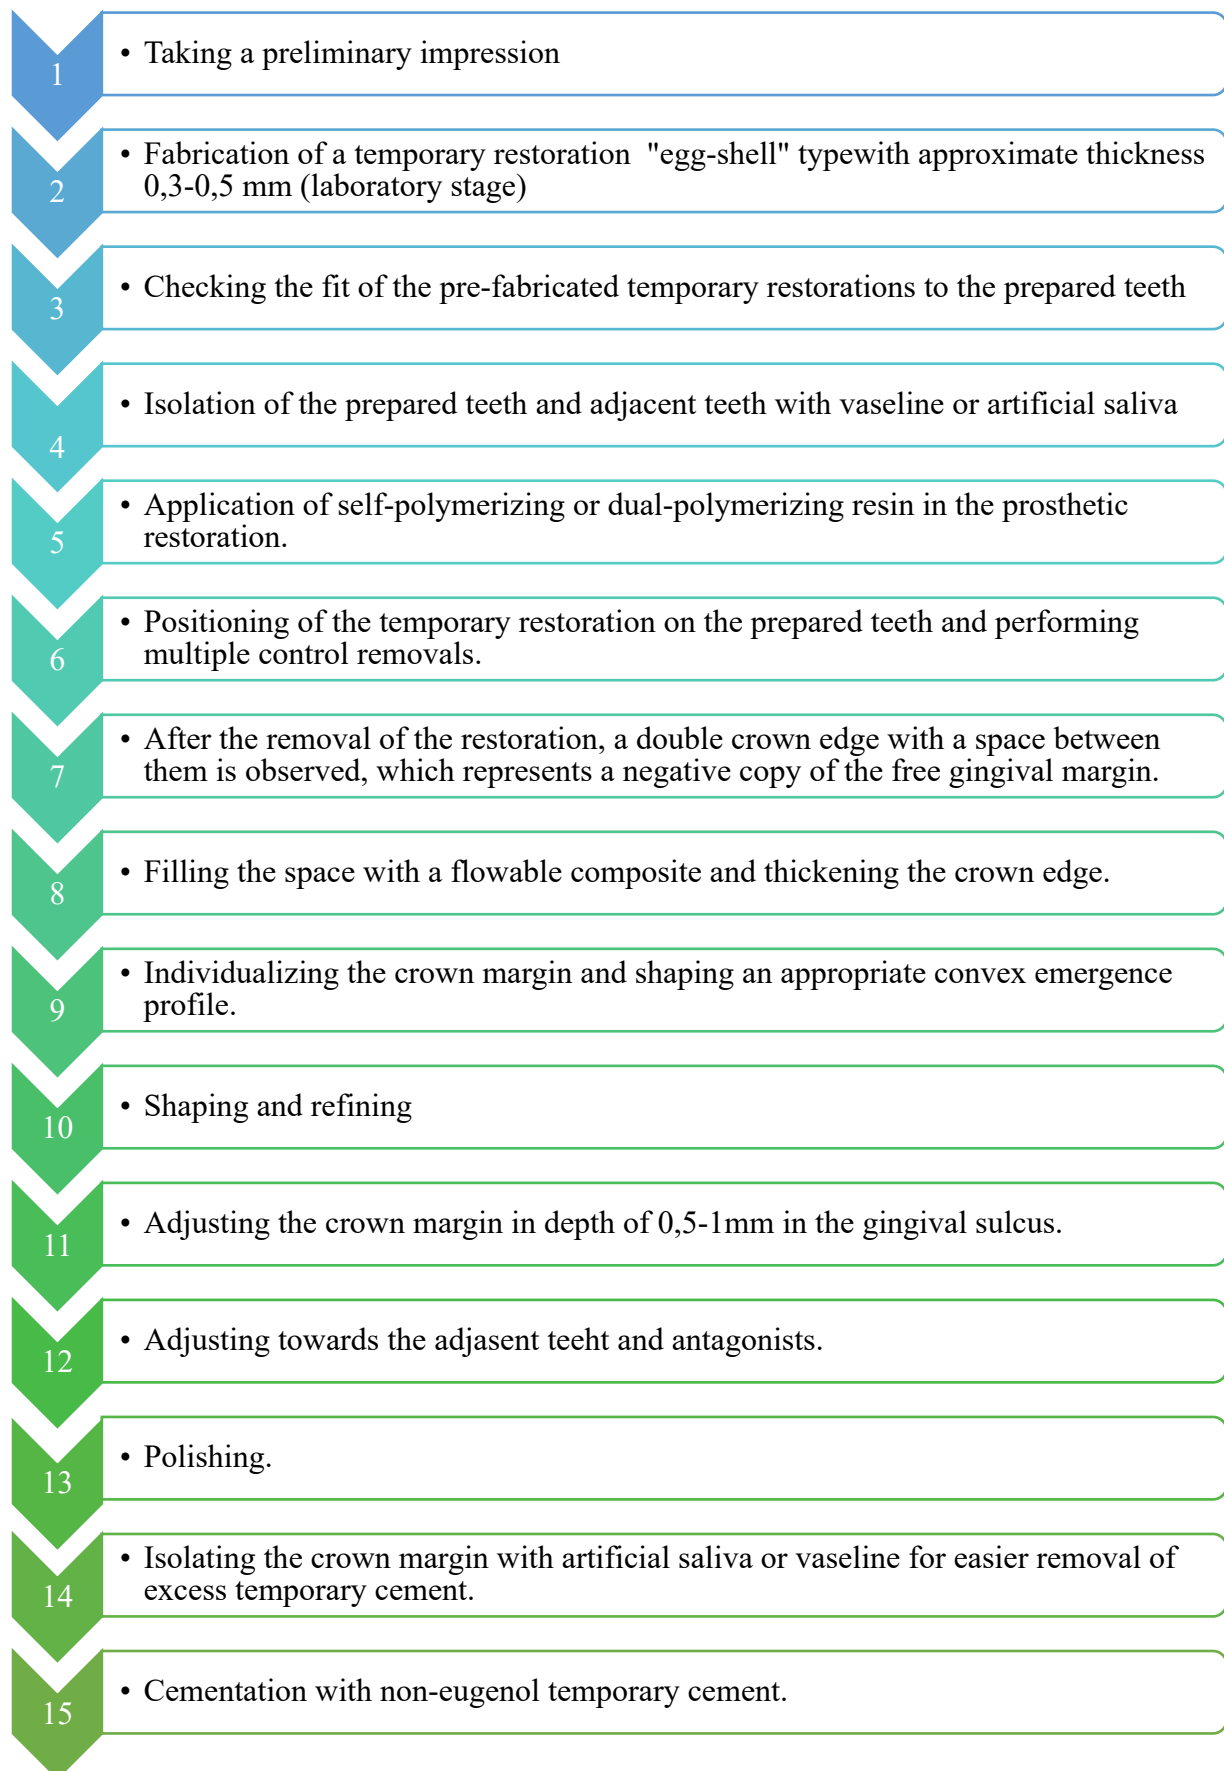 1
• Taking a preliminary impression
2
• Fabrication of a temporary restoration  "egg-shell" typewith approximate thickness
0,3-0,5 mm (laboratory stage)
3
• Checking the fit of the pre-fabricated temporary restorations to the prepared teeth
4
• Isolation of the prepared teeth and adjacent teeth with vaseline or artificial saliva
5
• Application of self-polymerizing or dual-polymerizing resin in the prosthetic
restoration.
6
• Positioning of the temporary restoration on the prepared teeth and performing
multiple control removals.
7
• After the removal of the restoration, a double crown edge with a space between
them is observed, which represents a negative copy of the free gingival margin.
8
• Filling the space with a flowable composite and thickening the crown edge.
9
• Individualizing the crown margin and shaping an appropriate convex emergence
profile.
10
• Shaping and refining
11
• Adjusting the crown margin in depth of 0,5-1mm in the gingival sulcus.
12
• Adjusting towards the adjasent teeht and antagonists.
13
• Polishing.
14
• Isolating the crown margin with artificial saliva or vaseline for easier removal of
excess temporary cement.
15
• Cementation with non-eugenol temporary cement.